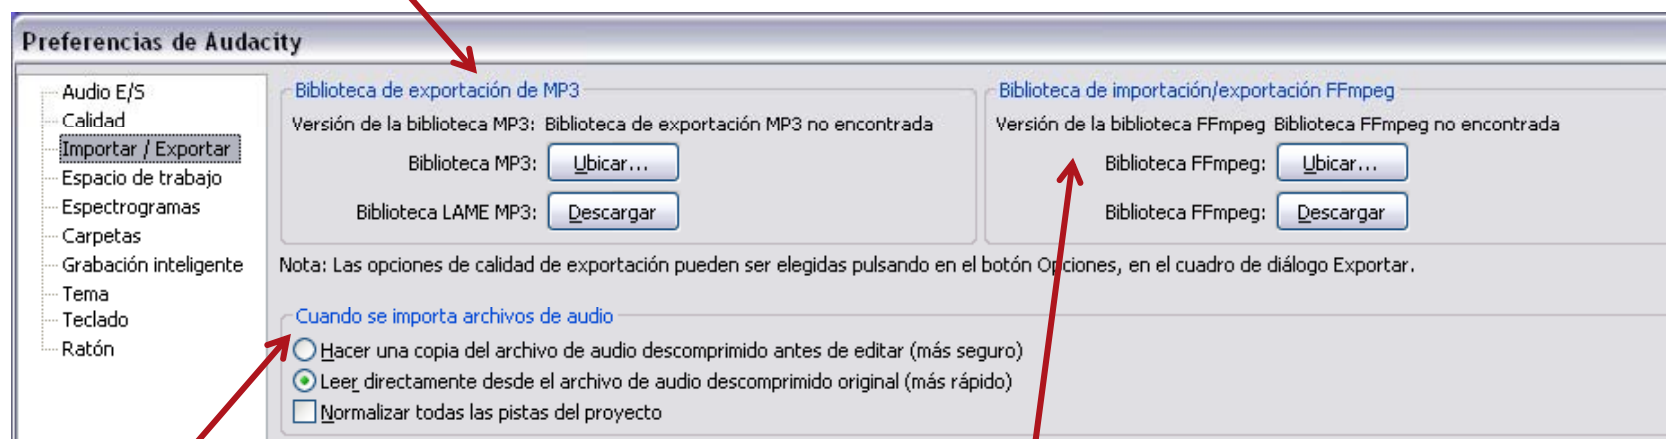 Preferencias de Audacity
Audio E/S
Calidad
Importar / Exportar
Espacio de trabajo
Espectrogramas
Carpetas
Grabación inteligente
Tema
Teclado
Ratón
Biblioteca de exportación de MP3
Versión de la biblioteca MP3: Biblioteca de exportación MP3 no encontrada
Biblioteca MP3: Ubicar...
Biblioteca LAME MP3: Descargar
Biblioteca de importación/exportación FFmpeg
Versión de la biblioteca FFmpeg Biblioteca FFmpeg no encontrada
Biblioteca FFmpeg: Ubicar...
Biblioteca FFmpeg: Descargar
Nota: Las opciones de calidad de exportación pueden ser elegidas pulsando en el botón Opciones, en el cuadro de diálogo Exportar.
Cuando se importa archivos de audio
Hacer una copia del archivo de audio descomprimido antes de editar (más seguro)
Leer directamente desde el archivo de audio descomprimido original (más rápido)
Normalizar todas las pistas del proyecto